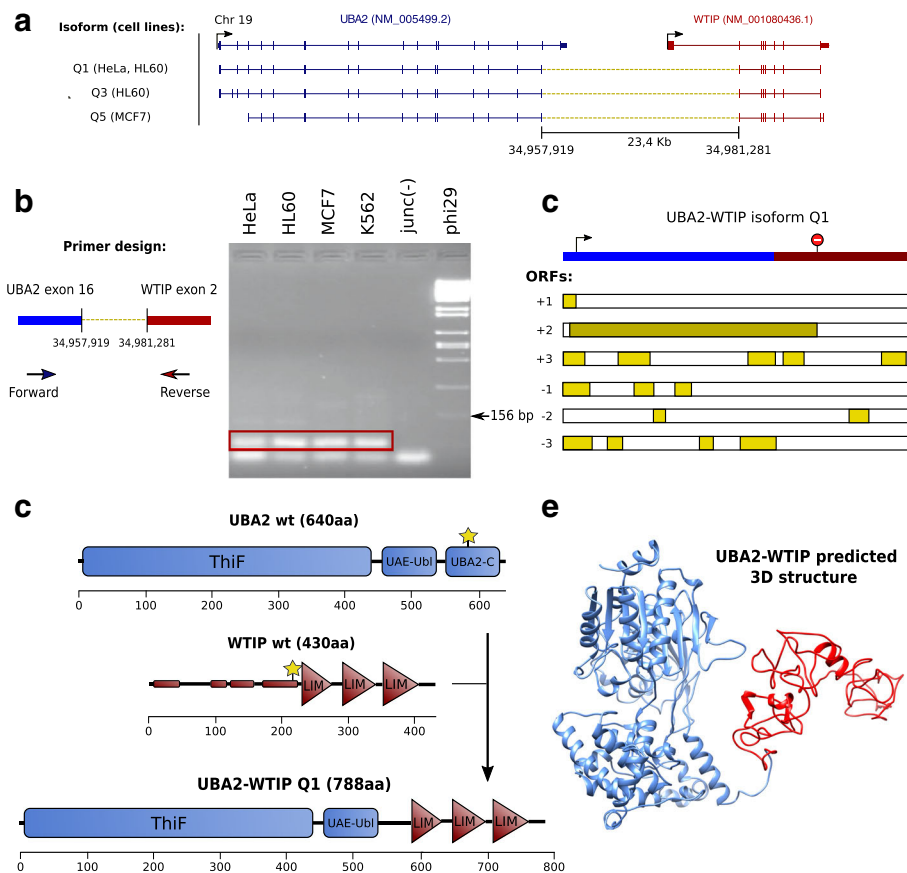 a
Isoform (cell lines):
Chr 19
UBA2 (NM_005499.2)
WTIP (NM_001080436.1)
Q1 (HeLa, HL60)
Q3 (HL60)
Q5 (MCF7)
23,4 Kb
34,957,919
34,981,281
b
Primer design:
UBA2 exon 16
WTIP exon 2
34,957,919
34,981,281
Forward
Reverse
HeLa
HL60
MCF7
K562
junc(-)
phi29
156 bp
c
UBA2-WTIP isoform Q1
ORFs:
+1
+2
+3
-1
-2
-3
c
UBA2 wt (640aa)
ThiF
UAE-Ubl
UBA2-C
0 100 200 300 400 500 600
WTIP wt (430aa)
LIM LIM LIM
0 100 200 300 400
UBA2-WTIP Q1 (788aa)
ThiF
UAE-Ubl
LIM LIM LIM
0 100 200 300 400 500 600 700 800
e
UBA2-WTIP predicted
3D structure